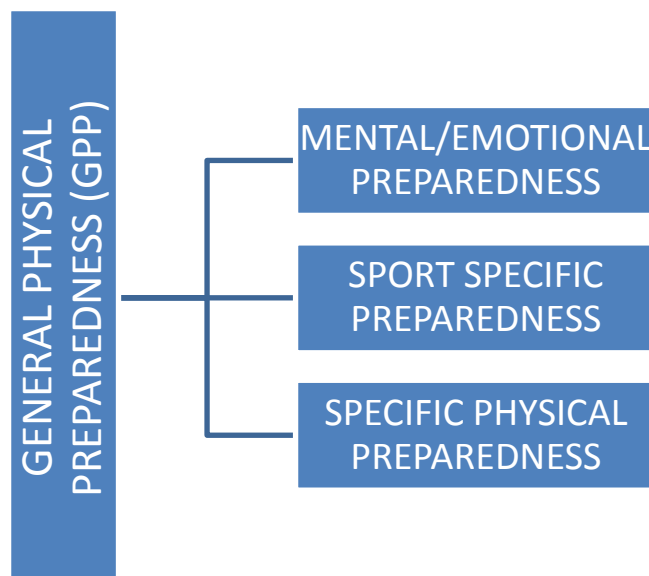 GENERAL PHYSICAL
PREPAREDNESS (GPP)
MENTAL/EMOTIONAL
PREPAREDNESS
SPORT SPECIFIC
PREPAREDNESS
SPECIFIC PHYSICAL
PREPAREDNESS